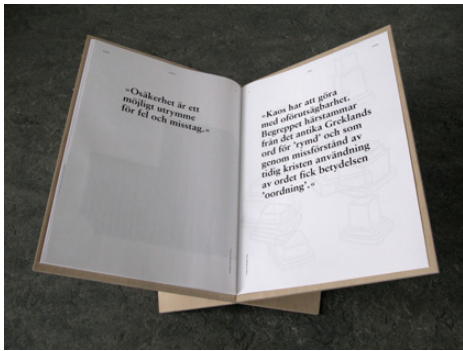 »Osäkerhet är ett
möjligt utrymme
för fel och misstag.«
»Kaos har att göra
med oförutsägbarhet.
Begreppet härstammar
från det antika Greklands
ord för 'rymd' och som
genom missförstånd av
tidig kristen användning
av ordet fick betydelsen
'oordning'.«